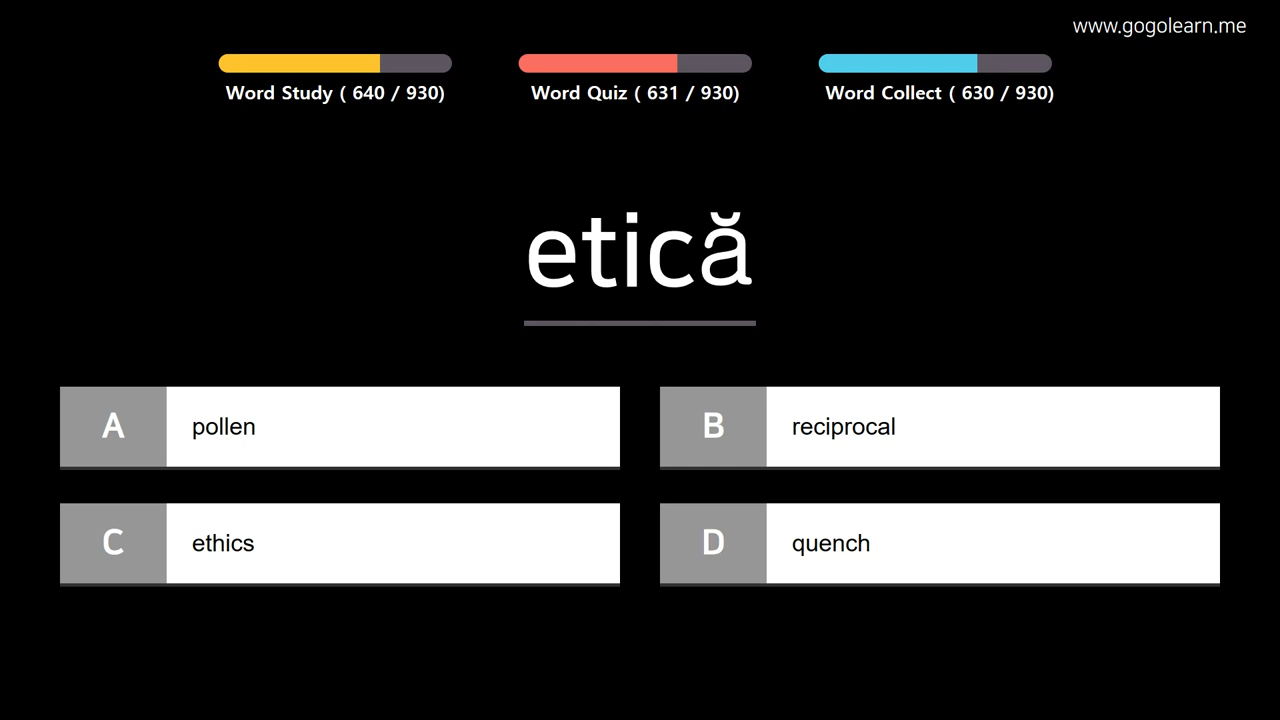 www.gogolearn.me
Word Study ( 640 / 930)
Word Quiz ( 631 / 930)
Word Collect ( 630 / 930)
etică
A pollen
B reciprocal
C ethics
D quench